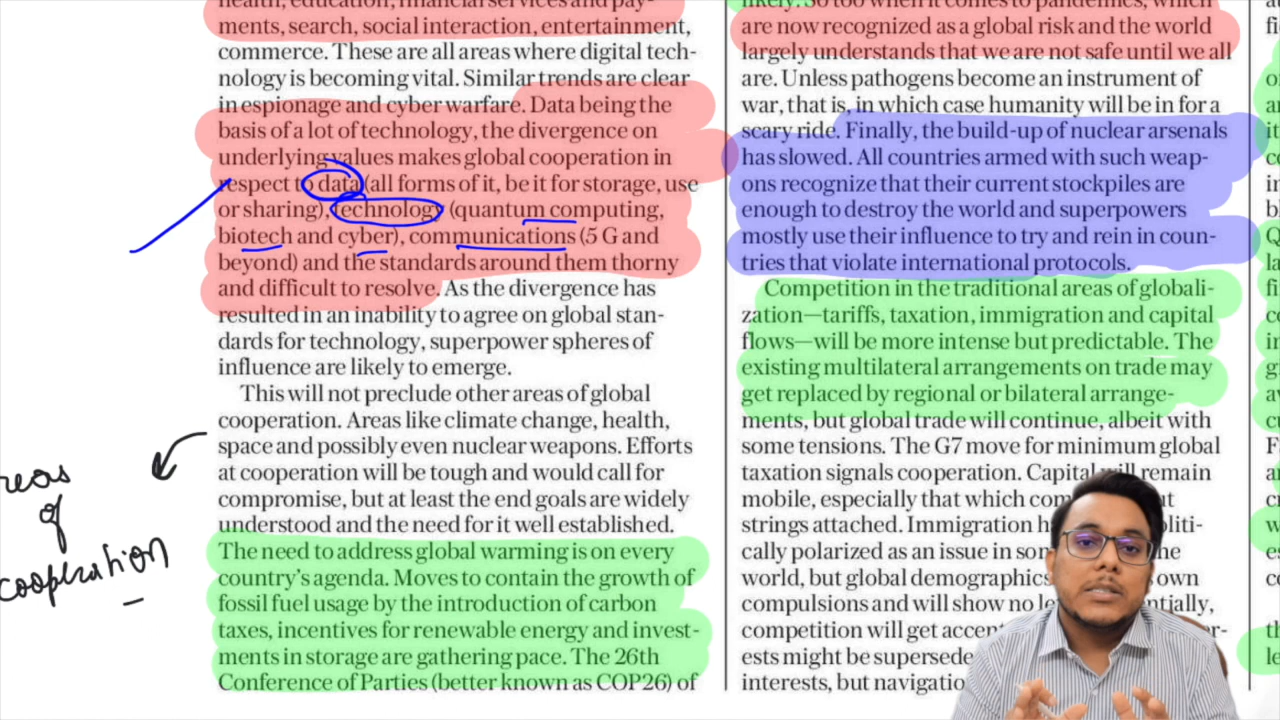 health, education, financial services and pay-
ments, search, social interaction, entertainment,
commerce. These are all areas where digital tech-
nology is becoming vital. Similar trends are clear
in espionage and cyber warfare. Data being the
basis of a lot of technology, the divergence on
underlying values makes global cooperation in
respect to data (all forms of it, be it for storage, use
or sharing), technology (quantum computing,
biotech and cyber), communications (5 G and
beyond) and the standards around them thorny
and difficult to resolve. As the divergence has
resulted in an inability to agree on global stan-
dards for technology, superpower spheres of
influence are likely to emerge.
This will not preclude other areas of global
cooperation. Areas like climate change, health,
space and possibly even nuclear weapons. Efforts
at cooperation will be tough and would call for
compromise, but at least the end goals are widely
understood and the need for it well established.
The need to address global warming is on every
country's agenda. Moves to contain the growth of
fossil fuel usage by the introduction of carbon
taxes, incentives for renewable energy and invest-
ments in storage are gathering pace. The 26th
Conference of Parties (better known as COP26) of
reas
of
cooperation
likely. So too when it comes to pandemics, which
are now recognized as a global risk and the world
largely understands that we are not safe until we all
are. Unless pathogens become an instrument of
war, that is, in which case humanity will be in for a
scary ride. Finally, the build-up of nuclear arsenals
has slowed. All countries armed with such weap-
ons recognize that their current stockpiles are
enough to destroy the world and superpowers
mostly use their influence to try and rein in coun-
tries that violate international protocols.
Competition in the traditional areas of globali-
zation—tariffs, taxation, immigration and capital
flows—will be more intense but predictable. The
existing multilateral arrangements on trade may
get replaced by regional or bilateral arrange-
ments, but global trade will continue, albeit with
some tensions. The G7 move for minimum global
taxation signals cooperation. Capital will remain
mobile, especially that which
strings attached. Immigration
cally polarized as an issue in
world, but global demographics own
compulsions and will show no
competition will get
ests might be
interests, but